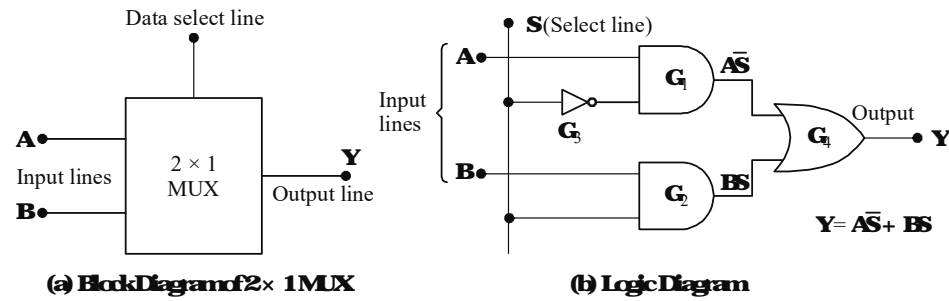 Data select line
A
Input lines
B
2 × 1
MUX
Y
Output line
(a) Block Diagram of 2 × 1 MUX
S (Select line)
A
Input
lines
B
G₁
AS̅
G₃
G₂
BS
G₄
Output
Y
Y = AS̅ + BS
(b) Logic Diagram